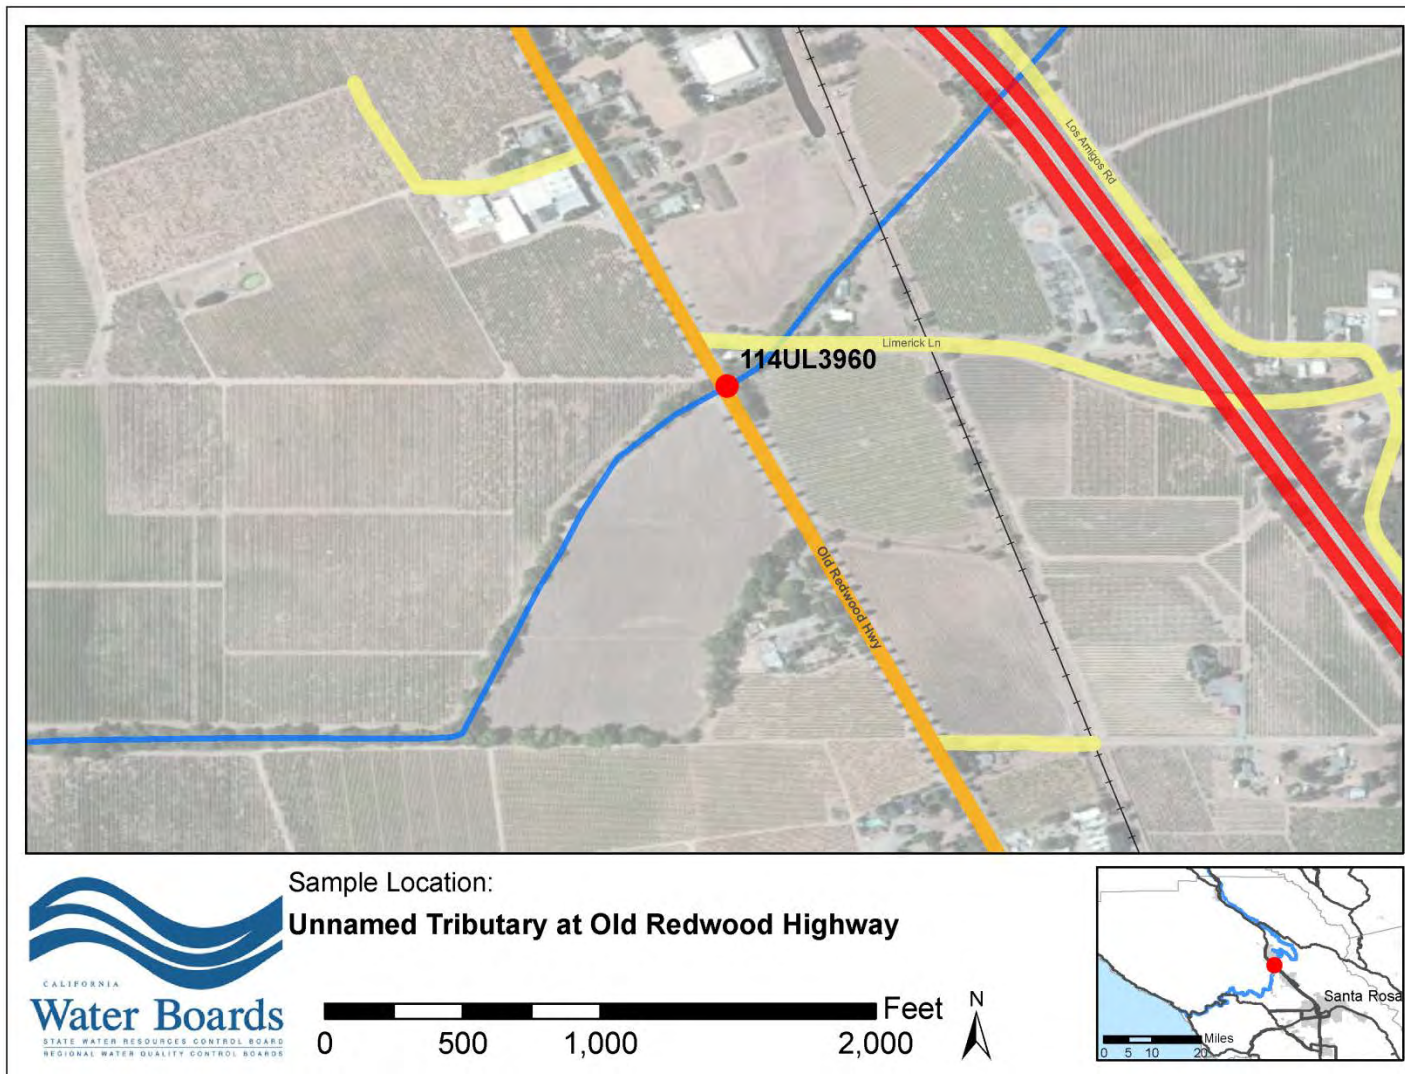 Los Amigos Rd
Limerick Ln
114UL3960
Old Redwood Hwy
Sample Location:
Unnamed Tributary at Old Redwood Highway
CALIFORNIA
Water Boards
STATE WATER RESOURCES CONTROL BOARD
REGIONAL WATER QUALITY CONTROL BOARDS
Feet
0 500 1,000 2,000
N
Santa Rosa
Miles
0 5 10 20